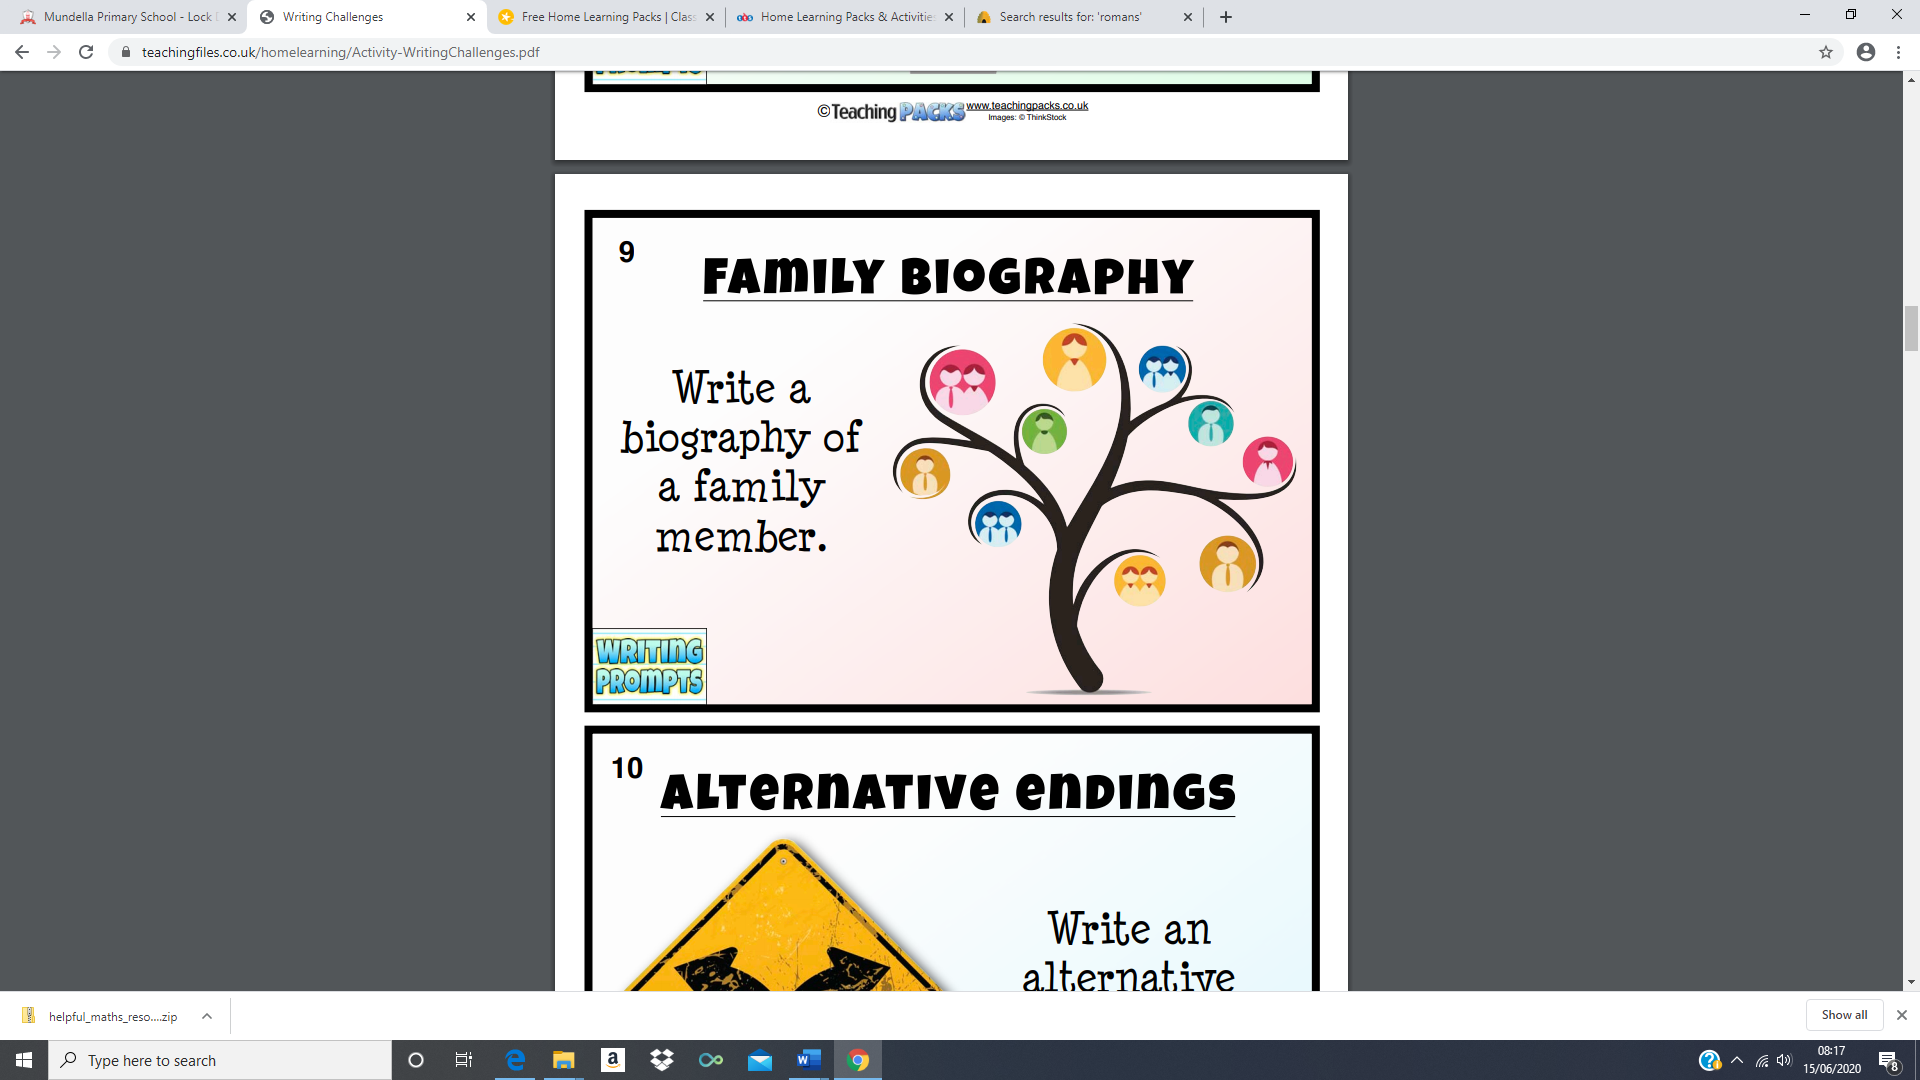 Mundella Primary School - Lock
Writing Challenges
Free Home Learning Packs | Clas
Home Learning Packs & Activitie
Search results for: 'romans'
teachingfiles.co.uk/homelearning/Activity-WritingChallenges.pdf
©Teaching PACKS www.teachingpacks.co.uk
Images: © ThinkStock
9
FAMILY BIOGRAPHY
Write a
biography of
a family
member.
WRITING
PROMPTS
10
ALTERNATIVE ENDINGS
Write an
alternative
helpful_maths_reso....zip
Show all
Type here to search
08:17
15/06/2020
8